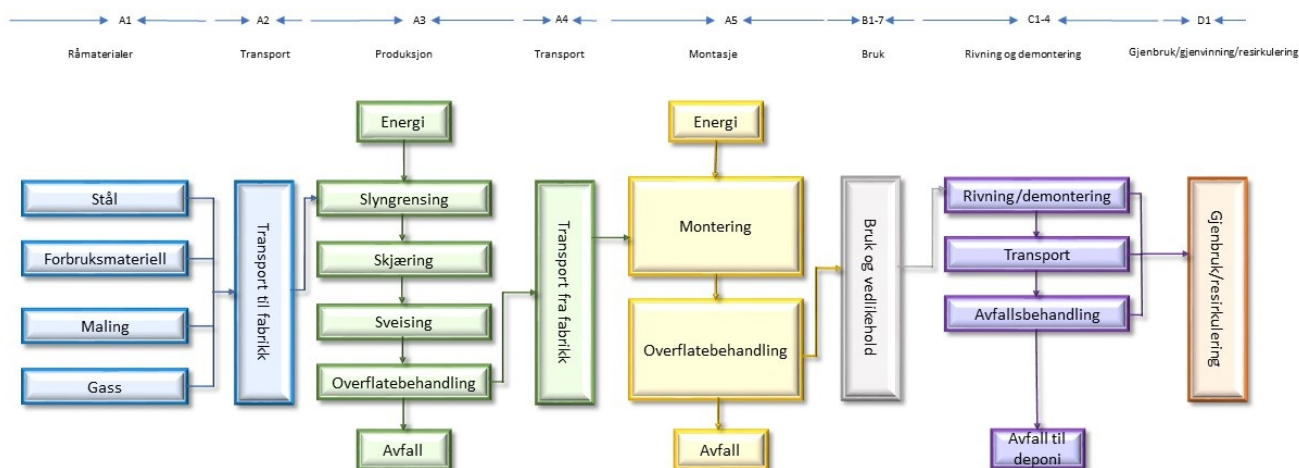 A1
A2
A3
A4
A5
B1-7
C1-4
D1
Råmaterialer
Transport
Produksjon
Transport
Montasje
Bruk
Rivning og demontering
Gjenbruk/gjenvinning/resirkulering
Stål
Forbruksmateriell
Maling
Gass
Transport til fabrikk
Energi
Slyngrensing
Skjæring
Sveising
Overflatebehandling
Avfall
Transport fra fabrikk
Energi
Montering
Overflatebehandling
Avfall
Bruk og vedlikehold
Rivning/demontering
Transport
Avfallsbehandling
Avfall til
deponi
Gjenbruk/resirkulering